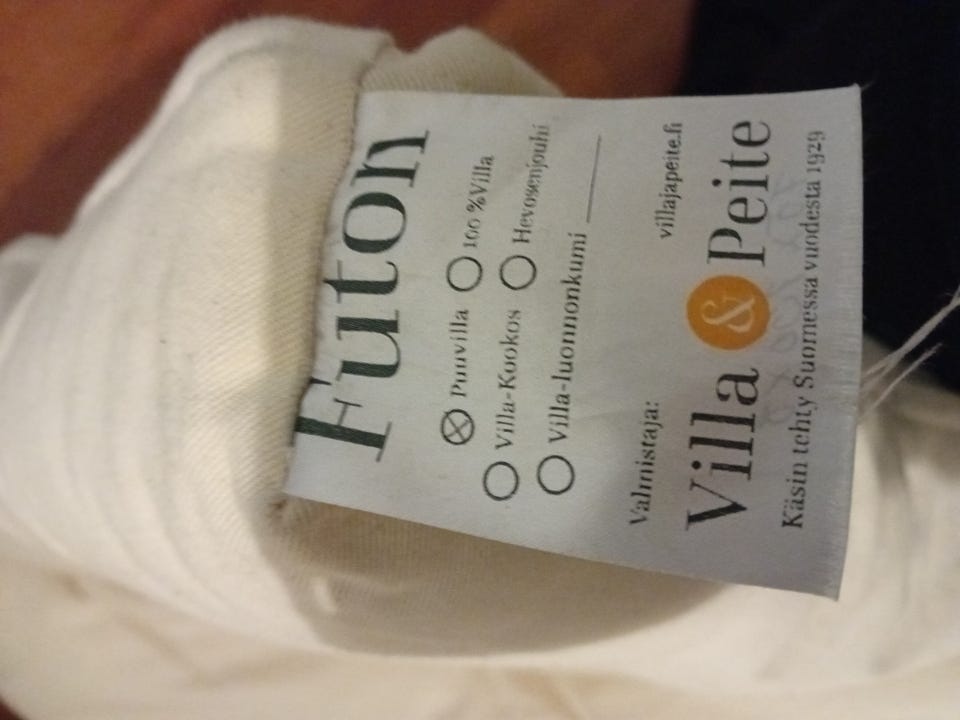 Futon
Puuvilla 100 %Villa
Villa-Kookos Hevosenjouhi
Villa-luonnonkumi
Valmistaja: villajapeite.fi
Villa & Peite
Käsin tehty Suomessa vuodesta 1929